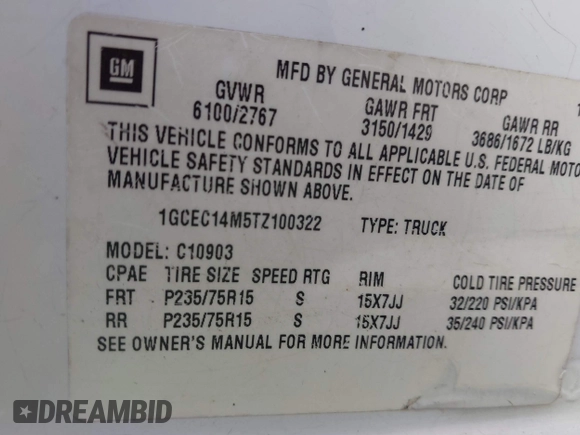 GM
MFD BY GENERAL MOTORS CORP
GVWR GAWR FRT GAWR RR
6100/2767 3150/1429 3686/1672 LB/KG
THIS VEHICLE CONFORMS TO ALL APPLICABLE U.S. FEDERAL MOTO
VEHICLE SAFETY STANDARDS IN EFFECT ON THE DATE OF
MANUFACTURE SHOWN ABOVE.
1GCEC14M5TZ100322 TYPE: TRUCK
MODEL: C10903
CPAE TIRE SIZE SPEED RTG RIM COLD TIRE PRESSURE
FRT P235/75R15 S 15X7JJ 32/220 PSI/KPA
RR P235/75R15 S 15X7JJ 35/240 PSI/KPA
SEE OWNER'S MANUAL FOR MORE INFORMATION.
DREAMBID